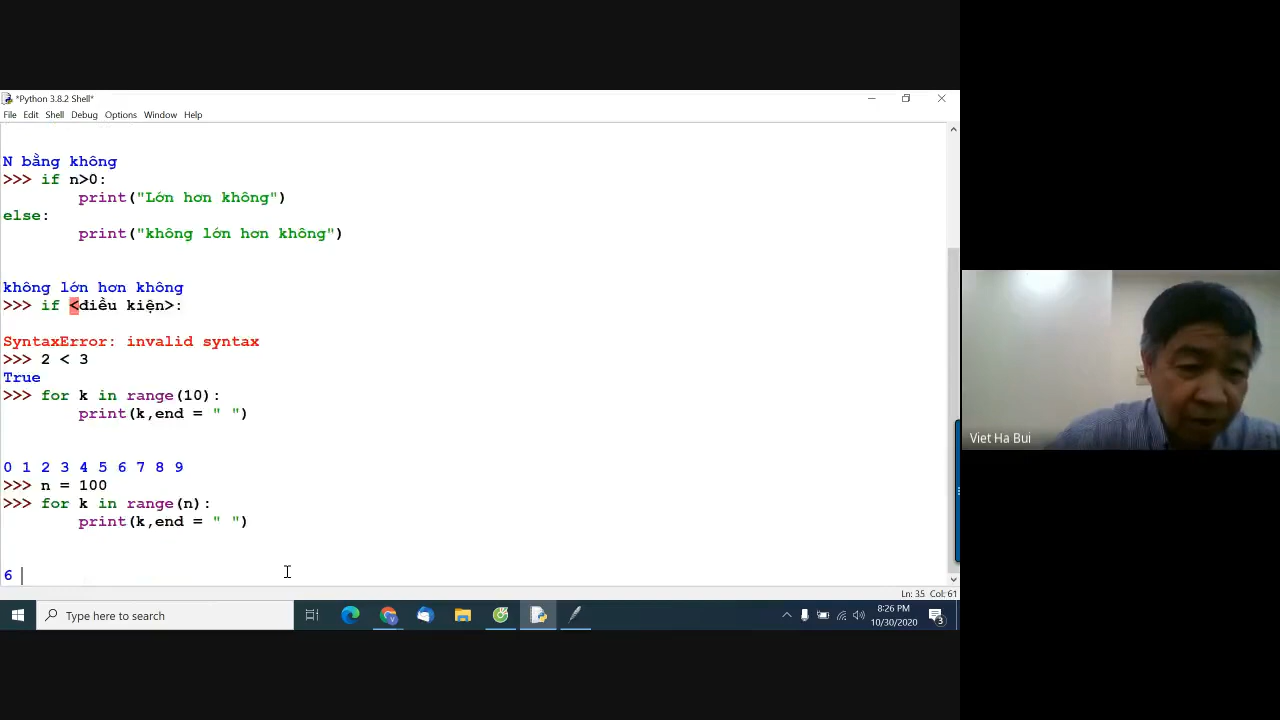 *Python 3.8.2 Shell*
File Edit Shell Debug Options Window Help
N bằng không
>>> if n>0:
print("Lớn hơn không")
else:
print("không lớn hơn không")
không lớn hơn không
>>> if <điều kiện>:
SyntaxError: invalid syntax
>>> 2 < 3
True
>>> for k in range(10):
print(k,end = " ")
0 1 2 3 4 5 6 7 8 9
>>> n = 100
>>> for k in range(n):
print(k,end = " ")
6
Ln: 35 Col: 61
Type here to search
8:26 PM
10/30/2020
3
Viet Ha Bui